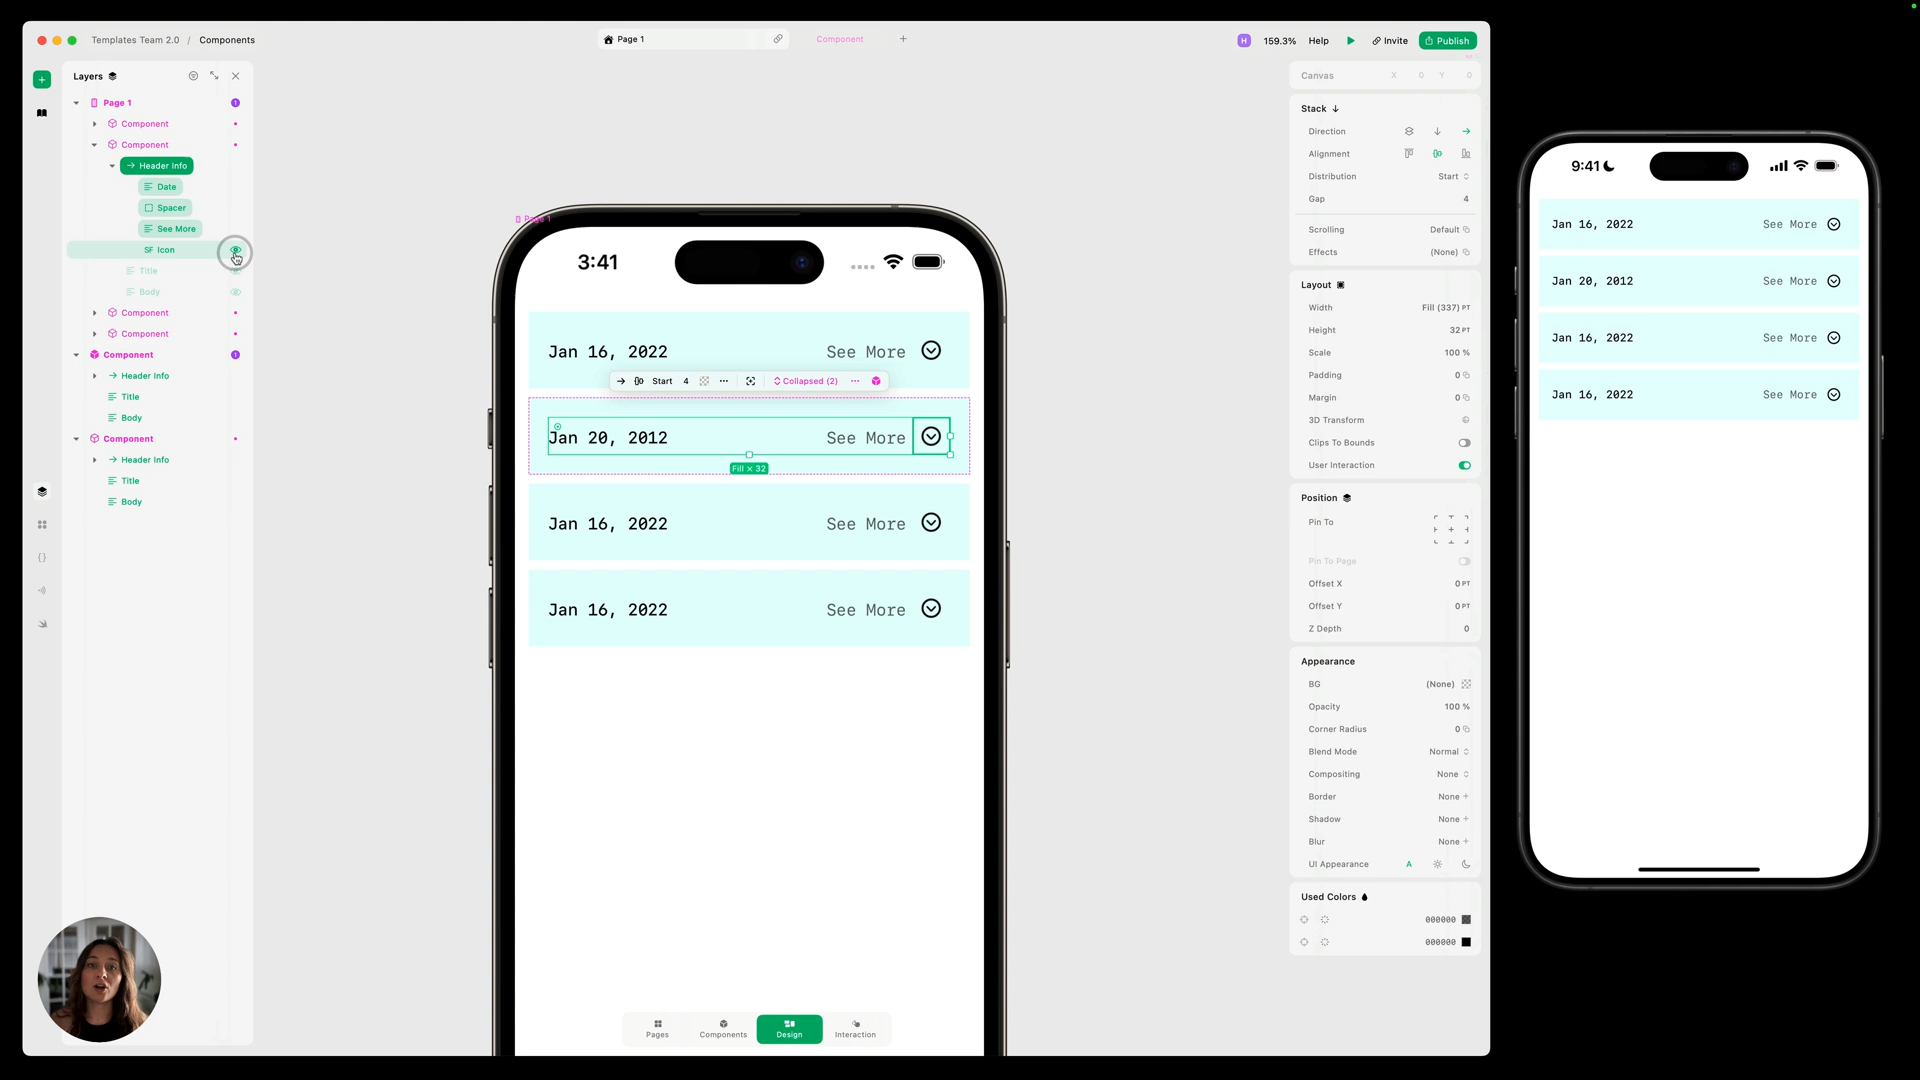 Templates Team 2.0 / Components
Page 1
Component
H
159.3%
Help
Invite
Publish
Layers
Page 1
1
Component
Component
Header Info
Date
Spacer
See More
SF Icon
Title
Body
Component
Component
Component
1
Header Info
Title
Body
Component
Header Info
Title
Body
Page 1
3:41
Jan 16, 2022 See More
Start 4 Collapsed (2)
Jan 20, 2012 See More
Fill × 32
Jan 16, 2022 See More
Jan 16, 2022 See More
Pages
Components
Design
Interaction
Canvas X 0 Y 0
Stack
Direction
Alignment
Distribution Start
Gap 4
Scrolling Default
Effects (None)
Layout
Width Fill (337) PT
Height 32 PT
Scale 100 %
Padding 0
Margin 0
3D Transform
Clips To Bounds
User Interaction
Position
Pin To
Pin To Page
Offset X 0 PT
Offset Y 0 PT
Z Depth 0
Appearance
BG (None)
Opacity 100 %
Corner Radius 0
Blend Mode Normal
Compositing None
Border None +
Shadow None +
Blur None +
UI Appearance A
Used Colors
000000
000000
9:41
Jan 16, 2022 See More
Jan 20, 2012 See More
Jan 16, 2022 See More
Jan 16, 2022 See More